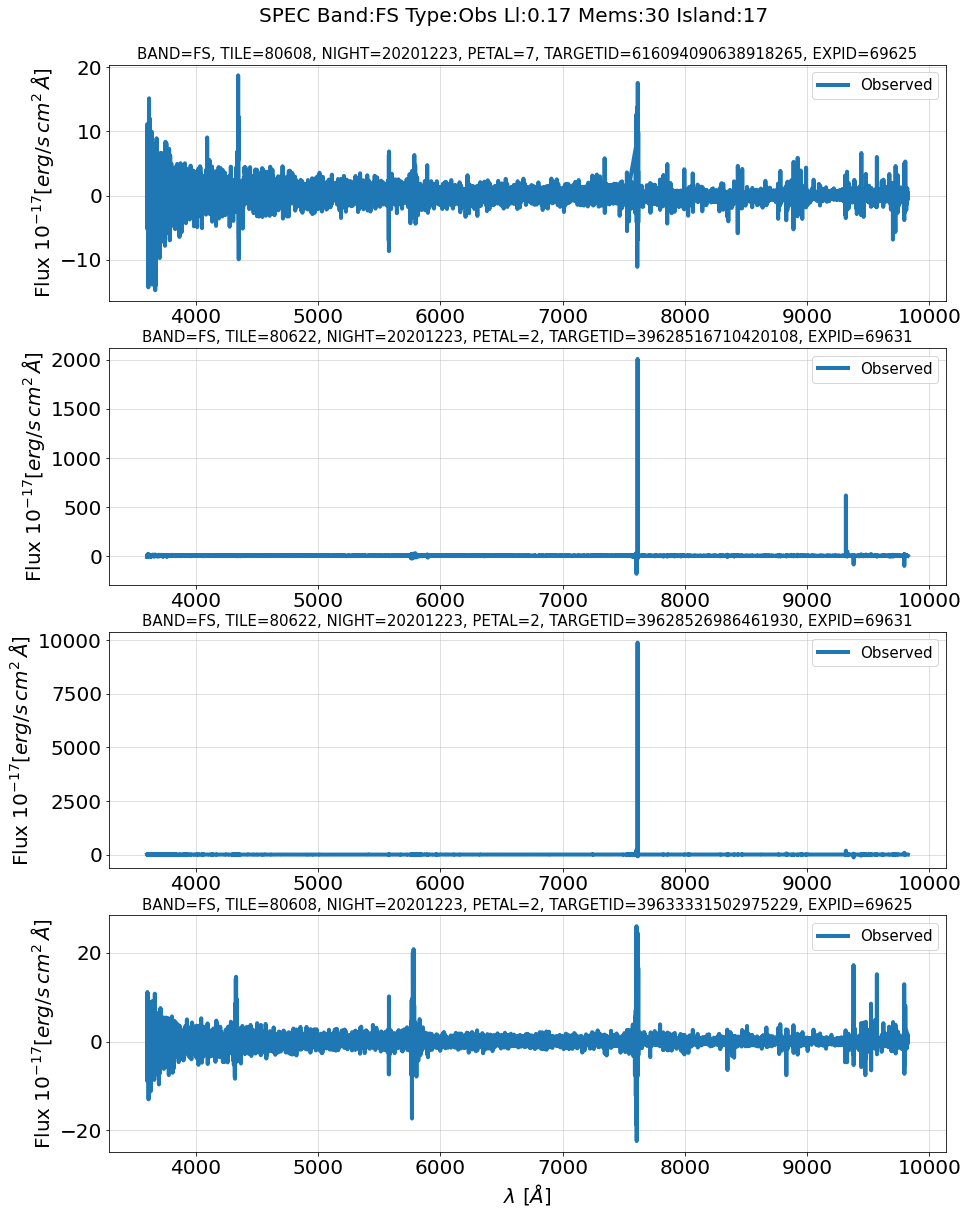 SPEC Band:FS Type:Obs Ll:0.17 Mems:30 Island:17
BAND=FS, TILE=80608, NIGHT=20201223, PETAL=7, TARGETID=616094090638918265, EXPID=69625
Flux 10^{-17}[erg/s cm^2 Å]
20
10
0
−10
Observed
4000 5000 6000 7000 8000 9000 10000
BAND=FS, TILE=80622, NIGHT=20201223, PETAL=2, TARGETID=39628516710420108, EXPID=69631
Flux 10^{-17}[erg/s cm^2 Å]
2000
1500
1000
500
0
Observed
4000 5000 6000 7000 8000 9000 10000
BAND=FS, TILE=80622, NIGHT=20201223, PETAL=2, TARGETID=39628526986461930, EXPID=69631
Flux 10^{-17}[erg/s cm^2 Å]
10000
7500
5000
2500
0
Observed
4000 5000 6000 7000 8000 9000 10000
BAND=FS, TILE=80608, NIGHT=20201223, PETAL=2, TARGETID=39633331502975229, EXPID=69625
Flux 10^{-17}[erg/s cm^2 Å]
20
0
−20
Observed
4000 5000 6000 7000 8000 9000 10000
λ [Å]